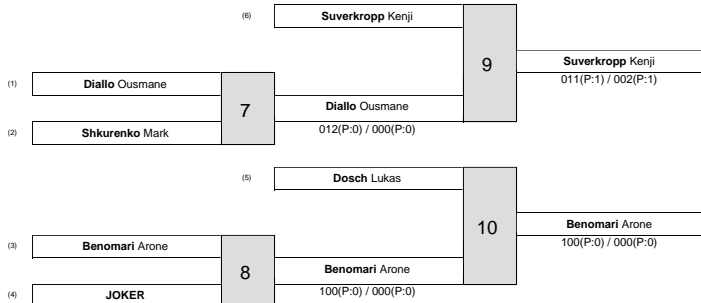 (6) Suverkropp Kenji
9
Suverkropp Kenji
011(P:1) / 002(P:1)
(1) Diallo Ousmane
7
Diallo Ousmane
012(P:0) / 000(P:0)
(2) Shkurenko Mark
(5) Dosch Lukas
10
Benomari Arone
100(P:0) / 000(P:0)
(3) Benomari Arone
8
Benomari Arone
100(P:0) / 000(P:0)
(4) JOKER